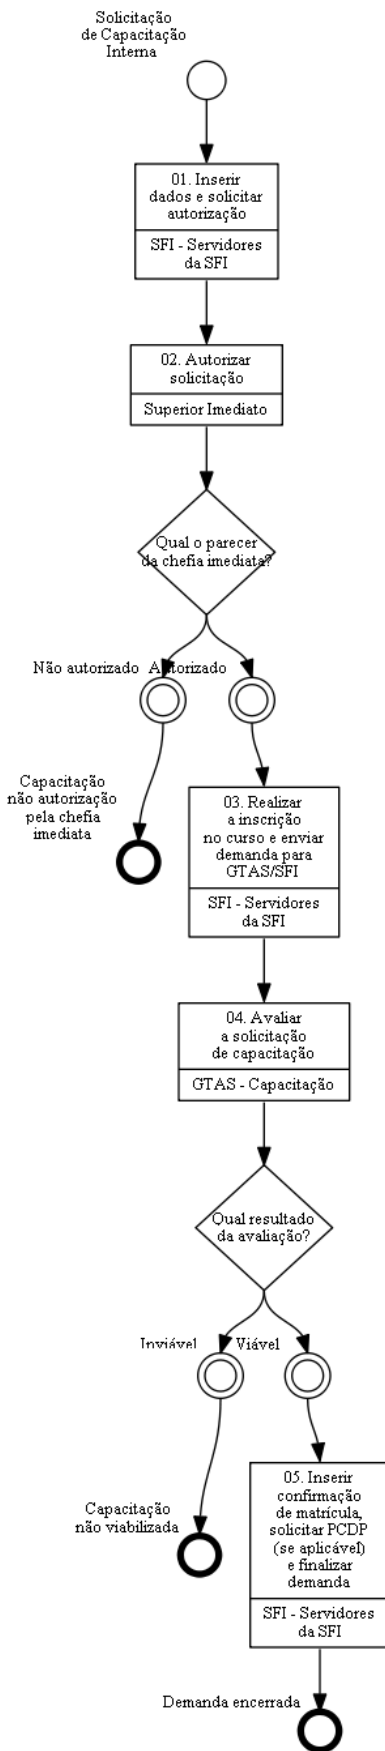 Solicitação
de Capacitação
Interna
01. Inserir
dados e solicitar
autorização
SFI - Servidores
da SFI
02. Autorizar
solicitação
Superior Imediato
Qual o parecer
da chefia imediata?
Não autorizado
Autorizado
Capacitação
não autorização
pela chefia
imediata
03. Realizar
a inscrição
no curso e enviar
demanda para
GTAS/SFI
SFI - Servidores
da SFI
04. Avaliar
a solicitação
de capacitação
GTAS - Capacitação
Qual resultado
da avaliação?
Inviável
Viável
Capacitação
não viabilizada
05. Inserir
confirmação
de matrícula,
solicitar PCDP
(se aplicável)
e finalizar
demanda
SFI - Servidores
da SFI
Demanda encerrada